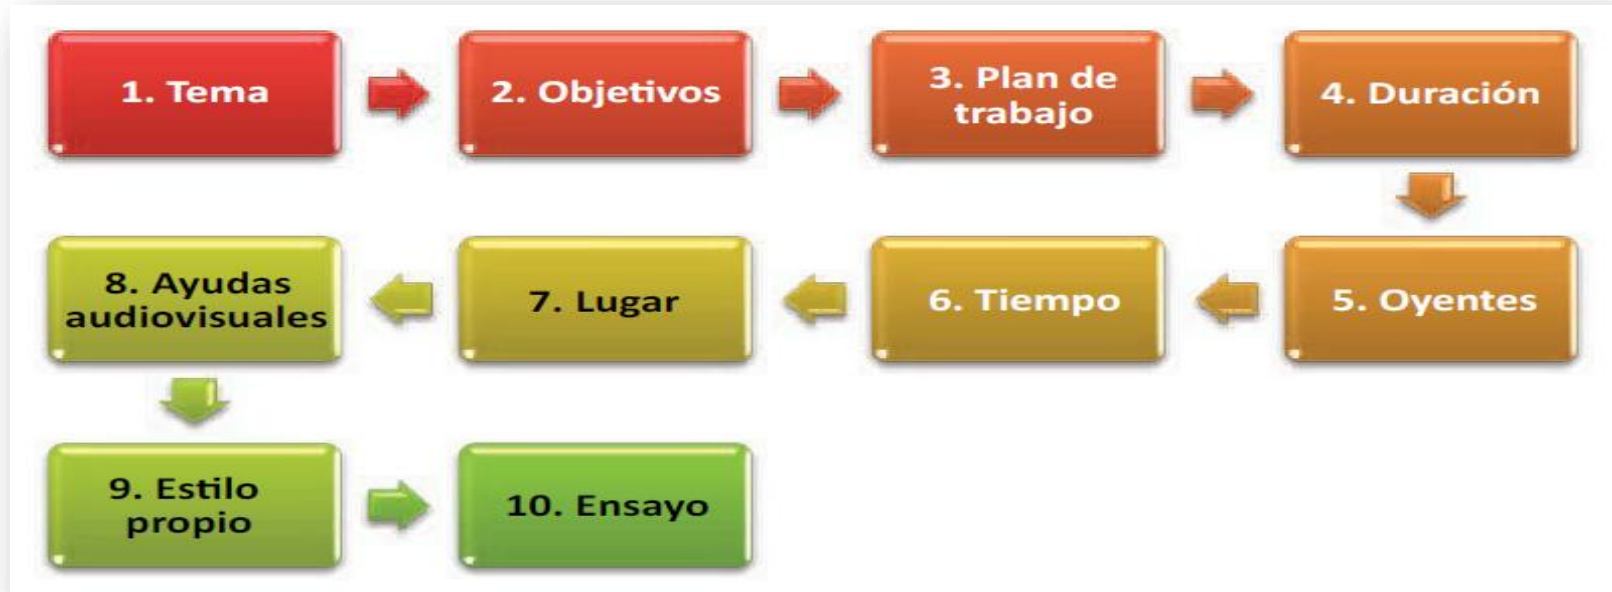 1. Tema
2. Objetivos
3. Plan de
trabajo
4. Duración
5. Oyentes
6. Tiempo
7. Lugar
8. Ayudas
audiovisuales
9. Estilo
propio
10. Ensayo